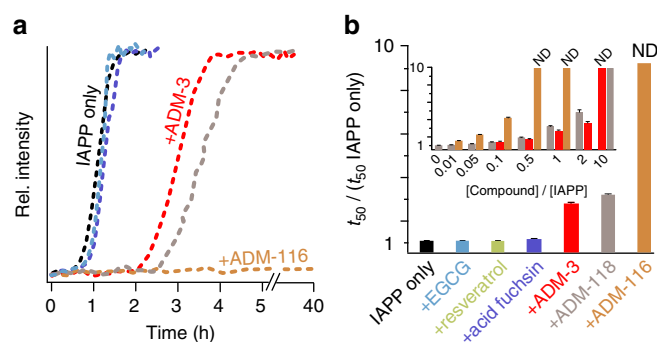 a
Rel. intensity
IAPP only
+ADM-3
+ADM-116
0 1 2 3 4 5 40
Time (h)
b
t50 / (t50 IAPP only)
10
1
ND
ND ND ND
10
1
0 0.01 0.05 0.1 0.5 1 2 10
[Compound] / [IAPP]
IAPP only
+EGCG
+resveratrol
+acid fuchsin
+ADM-3
+ADM-118
+ADM-116